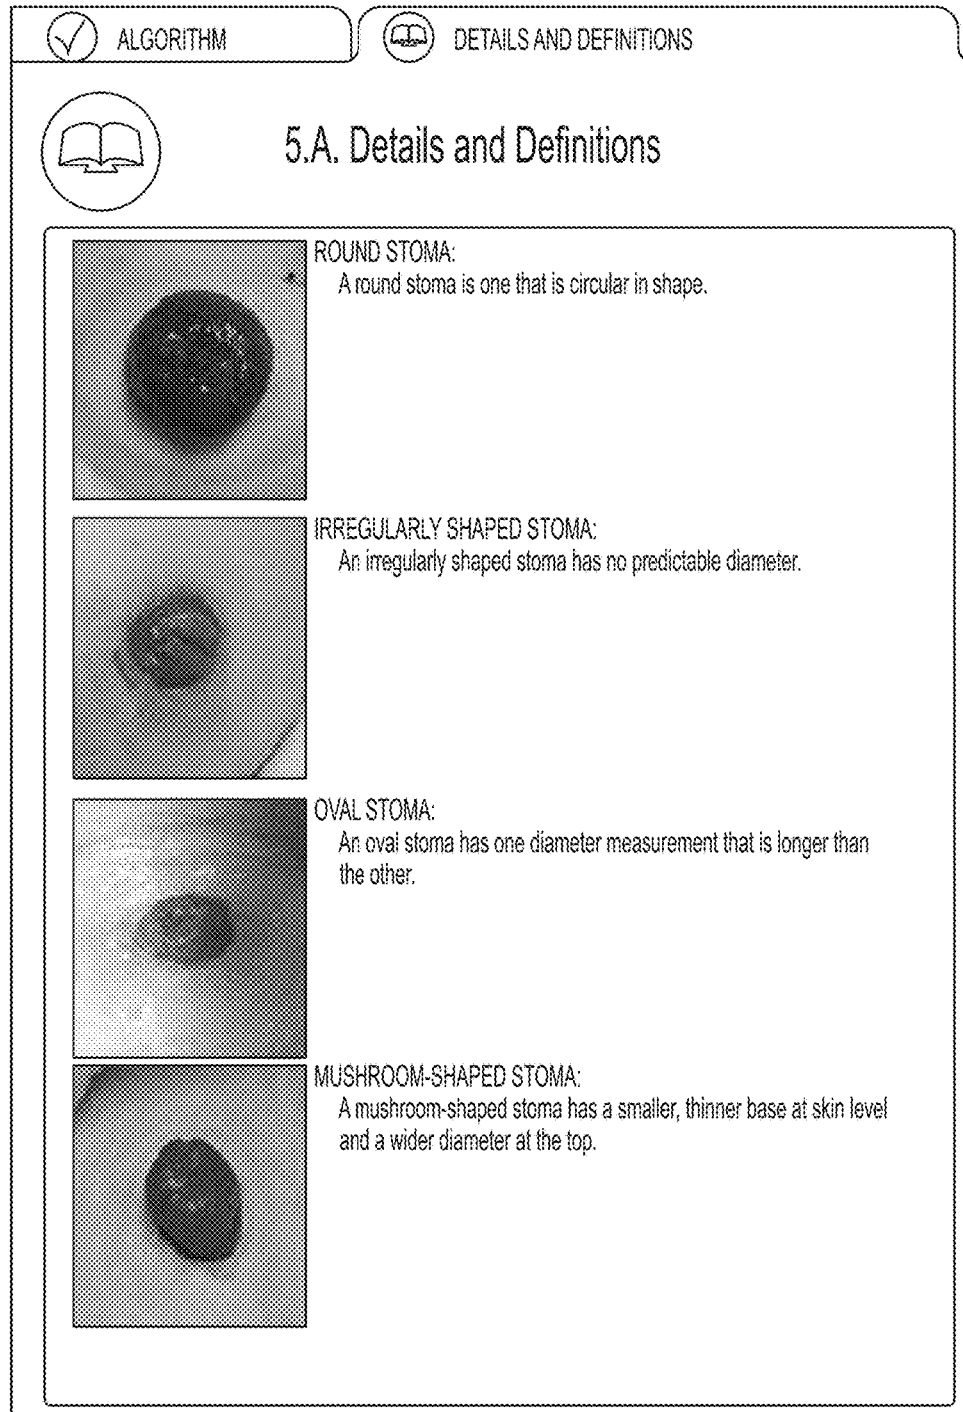 ALGORITHM
DETAILS AND DEFINITIONS
5.A. Details and Definitions
ROUND STOMA:
A round stoma is one that is circular in shape.
IRREGULARLY SHAPED STOMA:
An irregularly shaped stoma has no predictable diameter.
OVAL STOMA:
An oval stoma has one diameter measurement that is longer than
the other.
MUSHROOM-SHAPED STOMA:
A mushroom-shaped stoma has a smaller, thinner base at skin level
and a wider diameter at the top.